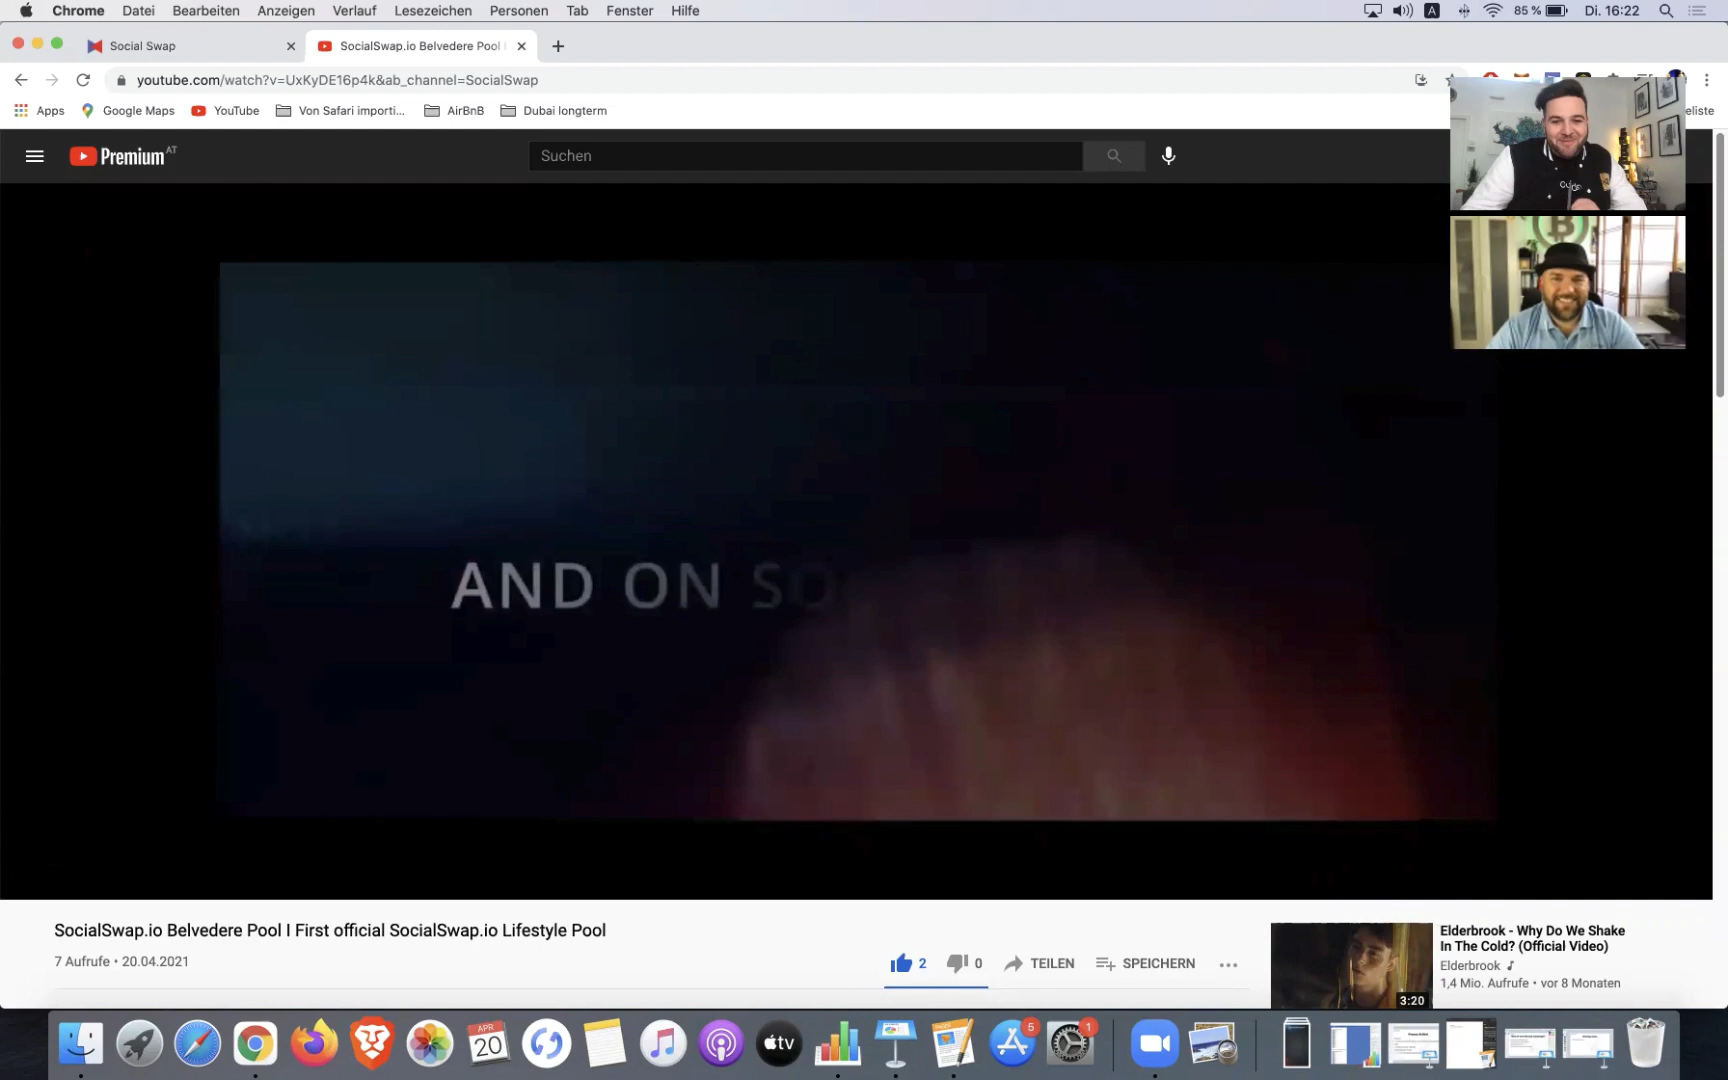 Chrome Datei Bearbeiten Anzeigen Verlauf Lesezeichen Personen Tab Fenster Hilfe
A 85 % Di. 16:22
Social Swap
SocialSwap.io Belvedere Pool
youtube.com/watch?v=UxKyDE16p4k&ab_channel=SocialSwap
Apps Google Maps YouTube Von Safari importi... AirBnB Dubai longterm eliste
Premium AT
Suchen
AND ON SO
SocialSwap.io Belvedere Pool I First official SocialSwap.io Lifestyle Pool
7 Aufrufe • 20.04.2021
2 0 TEILEN SPEICHERN
Elderbrook - Why Do We Shake
In The Cold? (Official Video)
Elderbrook
1,4 Mio. Aufrufe • vor 8 Monaten
3:20
APR
20
tv
5
1